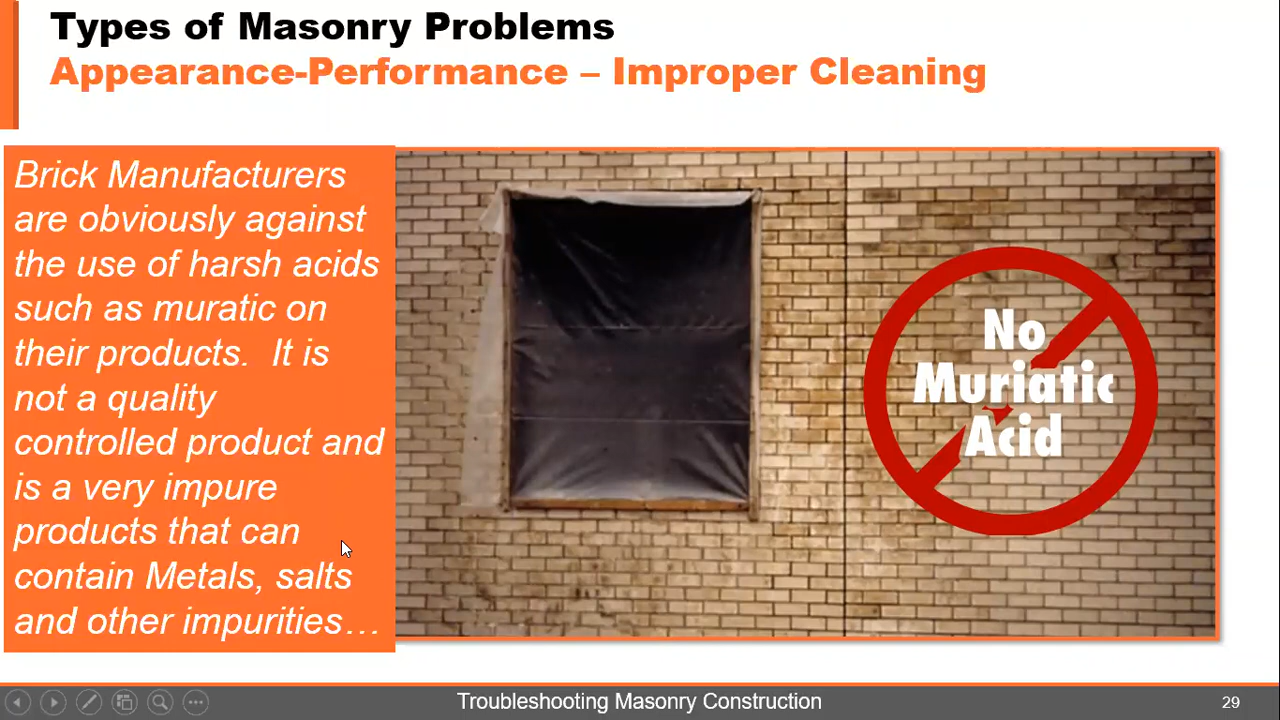 Types of Masonry Problems
Appearance-Performance – Improper Cleaning
Brick Manufacturers
are obviously against
the use of harsh acids
such as muratic on
their products.  It is
not a quality
controlled product and
is a very impure
products that can
contain Metals, salts
and other impurities…
No
Muriatic
Acid
Troubleshooting Masonry Construction
29